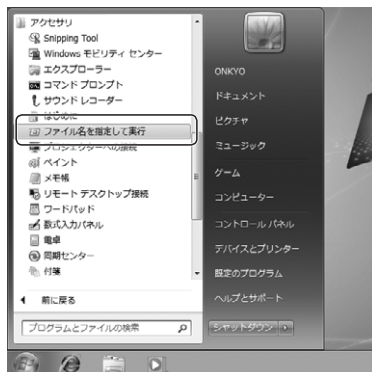 アクセサリ
Snipping Tool
Windows モビリティ センター
エクスプローラー
コマンド プロンプト
サウンド レコーダー
はじめに
ファイル名を指定して実行
プロジェクターへの接続
ペイント
メモ帳
リモート デスクトップ接続
ワードパッド
数式入力パネル
電卓
同期センター
付箋
前に戻る
プログラムとファイルの検索
ONKYO
ドキュメント
ピクチャ
ミュージック
ゲーム
コンピューター
コントロール パネル
デバイスとプリンター
既定のプログラム
ヘルプとサポート
シャットダウン